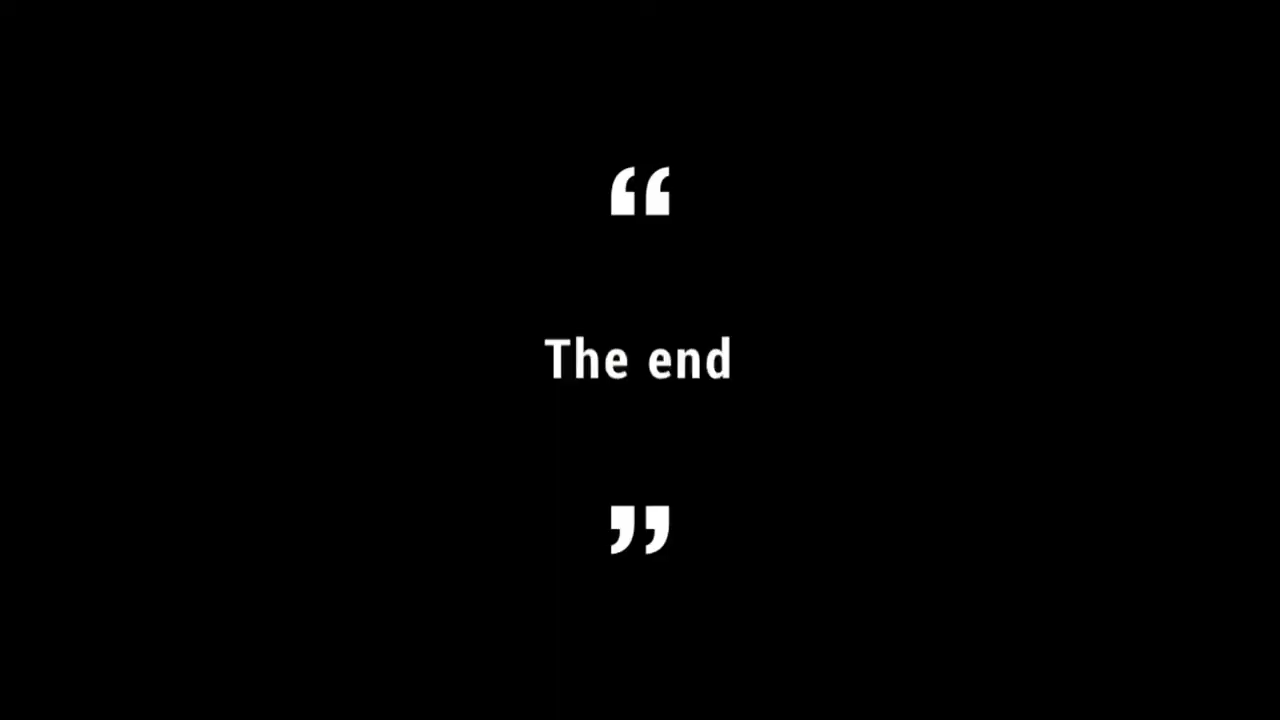 “
The end
”